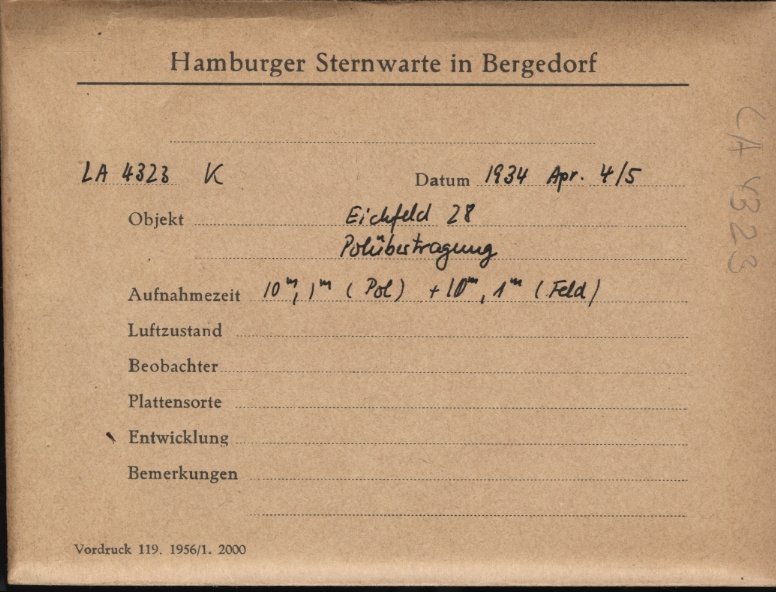 Hamburger Sternwarte in Bergedorf
LA 4323 K Datum 1934 Apr. 4/5
Objekt Eichfeld 28
Polübertragung
Aufnahmezeit 10m, 1m (Pol) + 10m, 1m (Feld)
Luftzustand
Beobachter
Plattensorte
Entwicklung
Bemerkungen
Vordruck 119. 1956/1. 2000
LA 4323